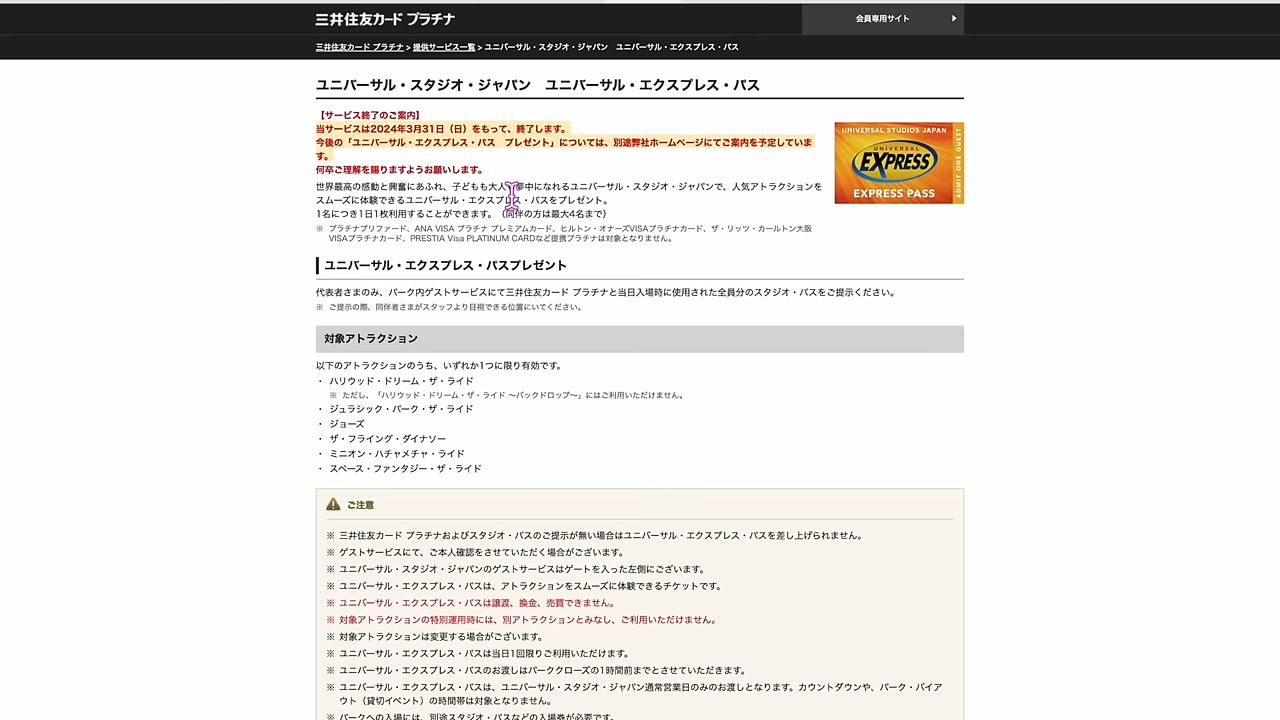 三井住友カード プラチナ
会員専用サイト
三井住友カード プラチナ > 提供サービス一覧 > ユニバーサル・スタジオ・ジャパン　ユニバーサル・エクスプレス・パス
ユニバーサル・スタジオ・ジャパン　ユニバーサル・エクスプレス・パス
【サービス終了のご案内】
当サービスは2024年3月31日（日）をもって、終了します。
今後の「ユニバーサル・エクスプレス・パス　プレゼント」については、別途弊社ホームページにてご案内を予定していま
す。
何卒ご理解を賜りますようお願いします。
世界最高の感動と興奮にあふれ、子どもも大人も夢中になれるユニバーサル・スタジオ・ジャパンで、人気アトラクションを
スムーズに体験できるユニバーサル・エクスプレス・パスをプレゼント。
1名につき1日1枚利用することができます。（同伴の方は最大4名まで）
※ プラチナプリファード、ANA VISA プラチナ プレミアムカード、ヒルトン・オナーズVISAプラチナカード、ザ・リッツ・カールトン大阪
VISAプラチナカード、PRESTIA Visa PLATINUM CARDなど提携プラチナは対象となりません。
UNIVERSAL STUDIOS JAPAN
UNIVERSAL
EXPRESS
EXPRESS PASS
ADMIT ONE GUEST
ユニバーサル・エクスプレス・パスプレゼント
代表者さまのみ、パーク内ゲストサービスにて三井住友カード プラチナと当日入場時に使用された全員分のスタジオ・パスをご提示ください。
※ ご提示の際、同伴者さまがスタッフより目視できる位置にいてください。
対象アトラクション
以下のアトラクションのうち、いずれか1つに限り有効です。
・ ハリウッド・ドリーム・ザ・ライド
※ ただし、「ハリウッド・ドリーム・ザ・ライド ～バックドロップ～」にはご利用いただけません。
・ ジュラシック・パーク・ザ・ライド
・ ジョーズ
・ ザ・フライング・ダイナソー
・ ミニオン・ハチャメチャ・ライド
・ スペース・ファンタジー・ザ・ライド
ご注意
※ 三井住友カード プラチナおよびスタジオ・パスのご提示が無い場合はユニバーサル・エクスプレス・パスを差し上げられません。
※ ゲストサービスにて、ご本人確認をさせていただく場合がございます。
※ ユニバーサル・スタジオ・ジャパンのゲストサービスはゲートを入った左側にございます。
※ ユニバーサル・エクスプレス・パスは、アトラクションをスムーズに体験できるチケットです。
※ ユニバーサル・エクスプレス・パスは譲渡、換金、売買できません。
※ 対象アトラクションの特別運用時には、別アトラクションとみなし、ご利用いただけません。
※ 対象アトラクションは変更する場合がございます。
※ ユニバーサル・エクスプレス・パスは当日1回限りご利用いただけます。
※ ユニバーサル・エクスプレス・パスのお渡しはパーククローズの1時間前までとさせていただきます。
※ ユニバーサル・エクスプレス・パスは、ユニバーサル・スタジオ・ジャパン通常営業日のみのお渡しとなります。カウントダウンや、パーク・バイア
ウト（貸切イベント）の時間帯は対象となりません。
※ パークへの入場には、別途スタジオ・パスなどの入場券が必要です。